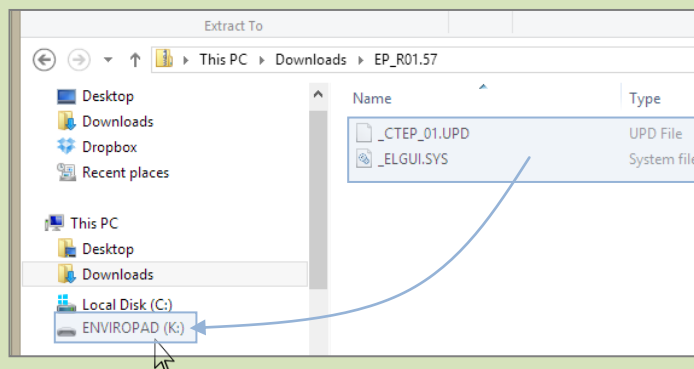 Extract To
This PC Downloads EP_R01.57
Desktop
Downloads
Dropbox
Recent places
This PC
Desktop
Downloads
Local Disk (C:)
ENVIROPAD (K:)
Name Type
_CTEP_01.UPD UPD File
_ELGUI.SYS System file